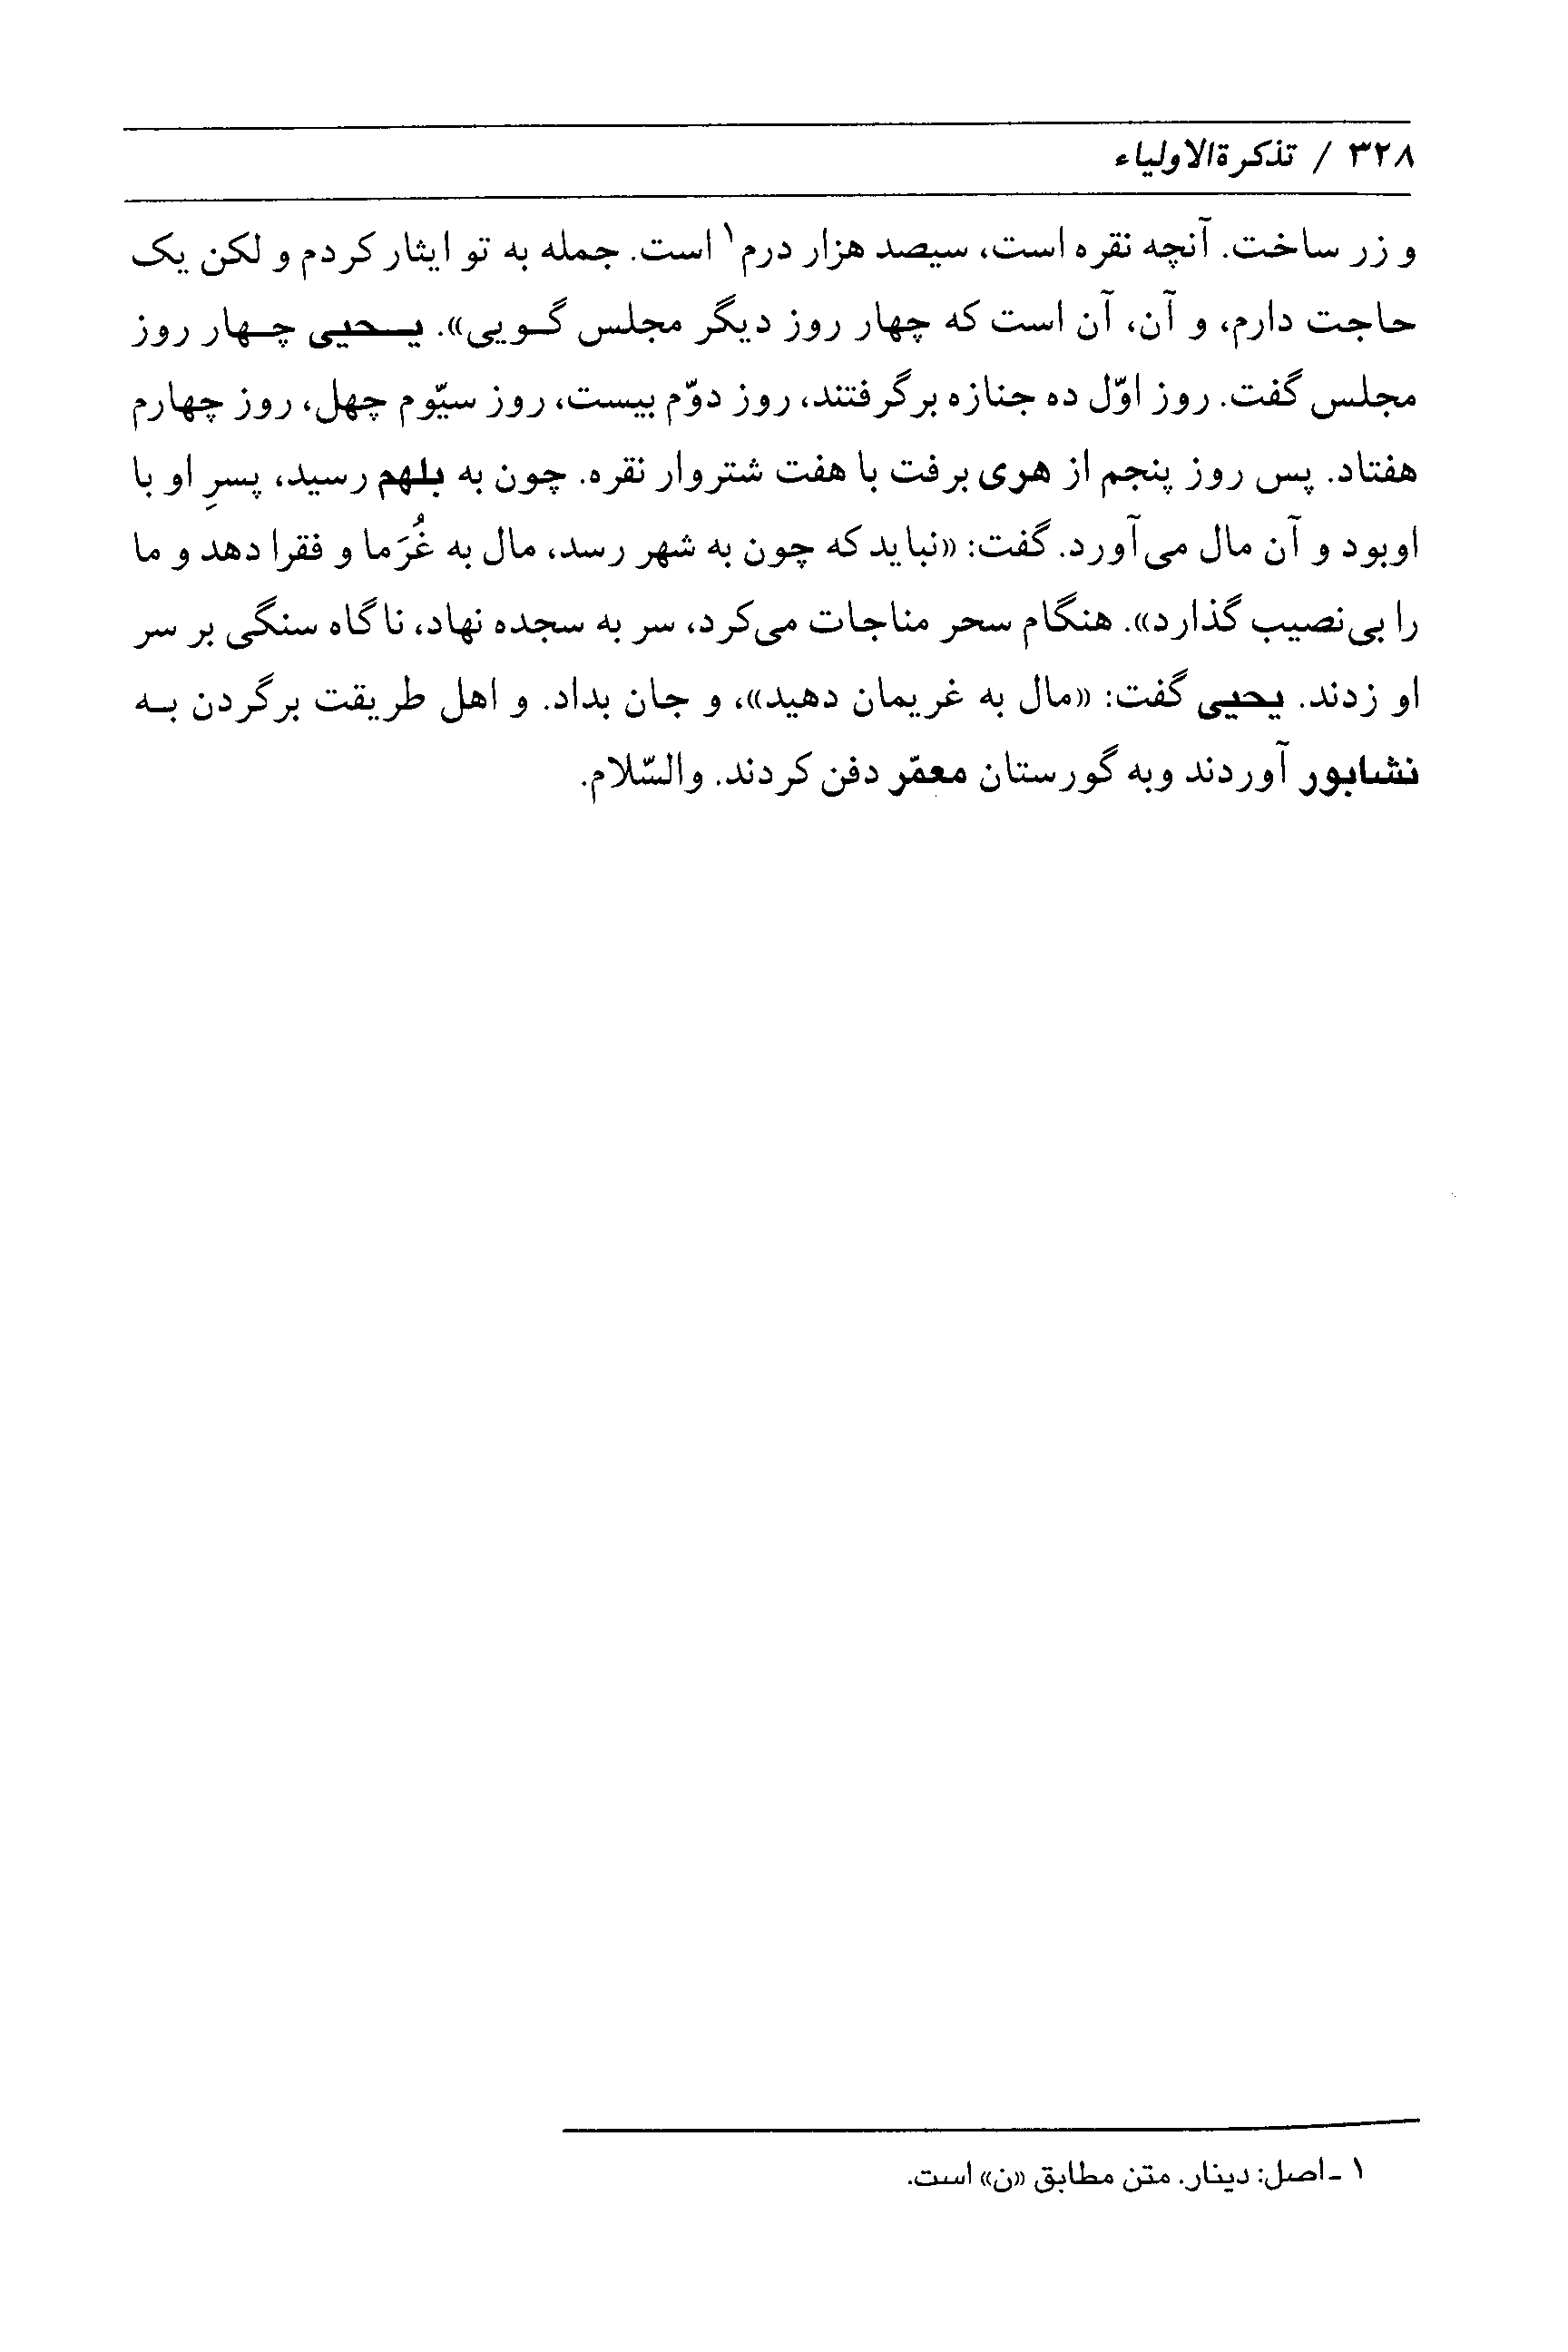 ۳۲۸ / تذکرةالاولیاء
و زر ساخت. آنچه نقره است، سیصد هزار درم۱ است. جمله به تو ایثار کردم و لکن یک
حاجت دارم، و آن، آن است که چهار روز دیگر مجلس گـویی». یـحیی چـهار روز
مجلس گفت. روز اوّل ده جنازه برگرفتند، روز دوّم بیست، روز سیّوم چهل، روز چهارم
هفتاد. پس روز پنجم از هری برفت با هفت شتروار نقره. چون به بلهم رسید، پسرِ او با
اوبود و آن مال می‌آورد. گفت: «نباید که چون به شهر رسد، مال به غُرَما و فقرا دهد و ما
را بی‌نصیب گذارد». هنگام سحر مناجات می‌کرد، سر به سجده نهاد، ناگاه سنگی بر سر
او زدند. یحیی گفت: «مال به غریمان دهید»، و جان بداد. و اهل طریقت برگردن بـه
نشابور آوردند وبه گورستان معمّر دفن کردند. والسّلام.
۱ -اصل: دینار. متن مطابق «ن» است.